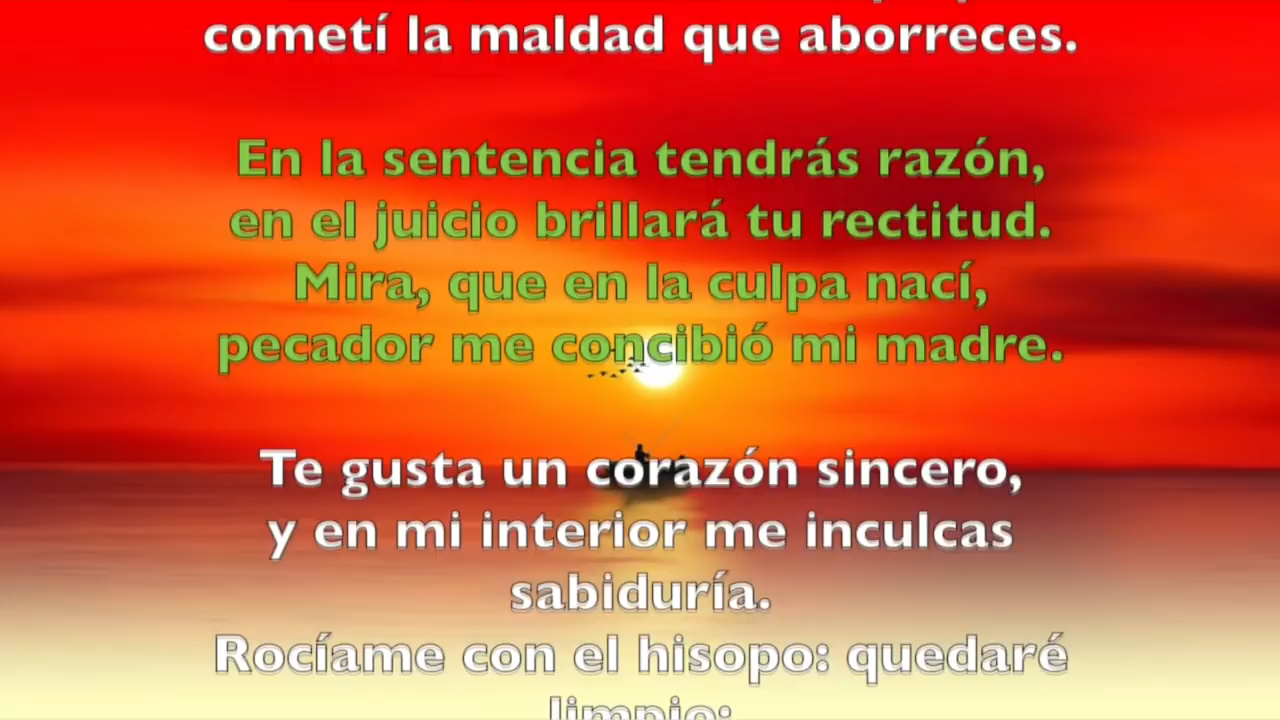 cometí la maldad que aborreces.
En la sentencia tendrás razón,
en el juicio brillará tu rectitud.
Mira, que en la culpa nací,
pecador me concibió mi madre.
Te gusta un corazón sincero,
y en mi interior me inculcas
sabiduría.
Rocíame con el hisopo: quedaré
limpio: